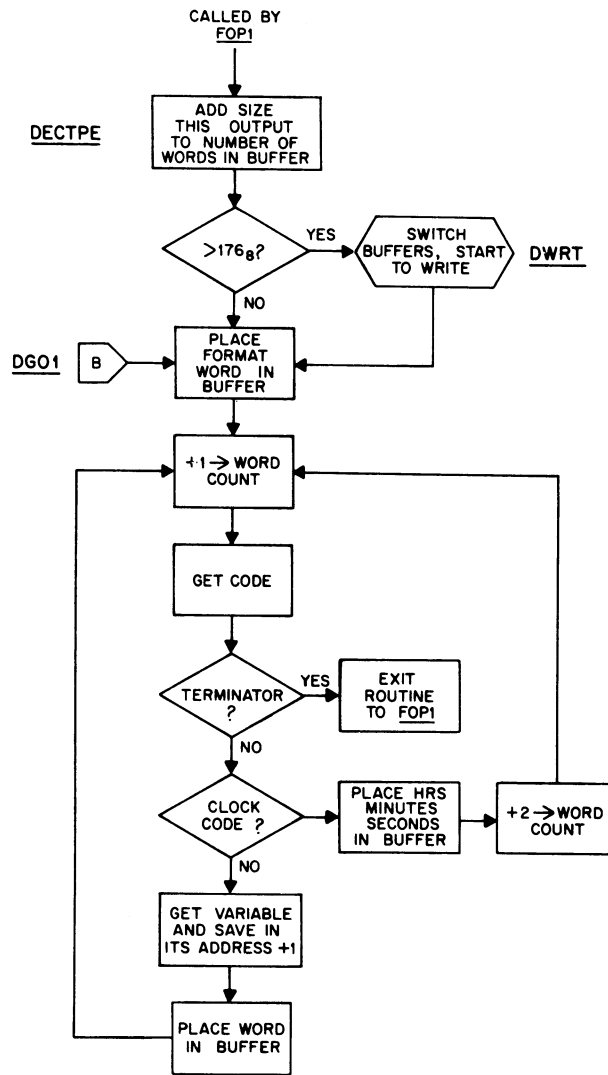 CALLED BY
FOP1
DECTPE
ADD SIZE
THIS OUTPUT
TO NUMBER OF
WORDS IN BUFFER
>176₈?
YES
SWITCH
BUFFERS, START
TO WRITE
DWRT
NO
DGO1
B
PLACE
FORMAT
WORD IN
BUFFER
+1→WORD
COUNT
GET CODE
TERMINATOR
?
YES
EXIT
ROUTINE
TO FOP1
NO
CLOCK
CODE ?
PLACE HRS
MINUTES
SECONDS
IN BUFFER
+2→WORD
COUNT
NO
GET VARIABLE
AND SAVE IN
ITS ADDRESS +1
PLACE WORD
IN BUFFER